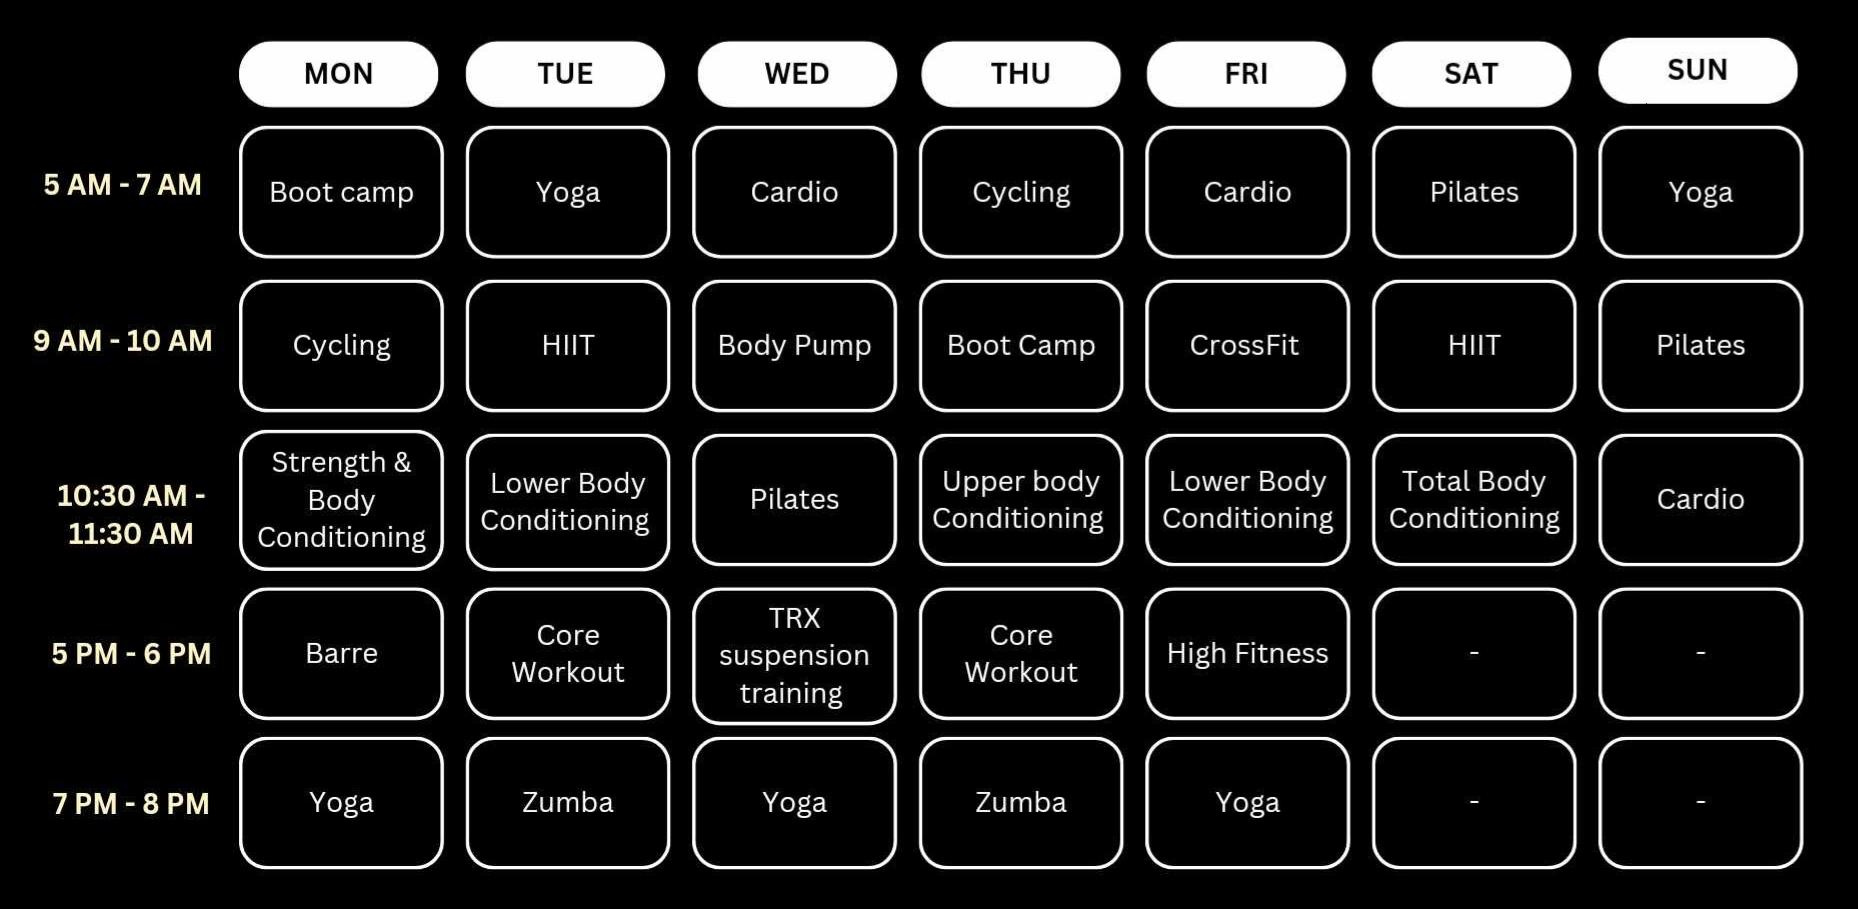 MON TUE WED THU FRI SAT SUN
5 AM - 7 AM Boot camp Yoga Cardio Cycling Cardio Pilates Yoga
9 AM - 10 AM Cycling HIIT Body Pump Boot Camp CrossFit HIIT Pilates
10:30 AM -
11:30 AM
Strength &
Body
Conditioning
Lower Body
Conditioning
Pilates
Upper body
Conditioning
Lower Body
Conditioning
Total Body
Conditioning
Cardio
5 PM - 6 PM
Barre
Core
Workout
TRX
suspension
training
Core
Workout
High Fitness
-
-
7 PM - 8 PM Yoga Zumba Yoga Zumba Yoga - -